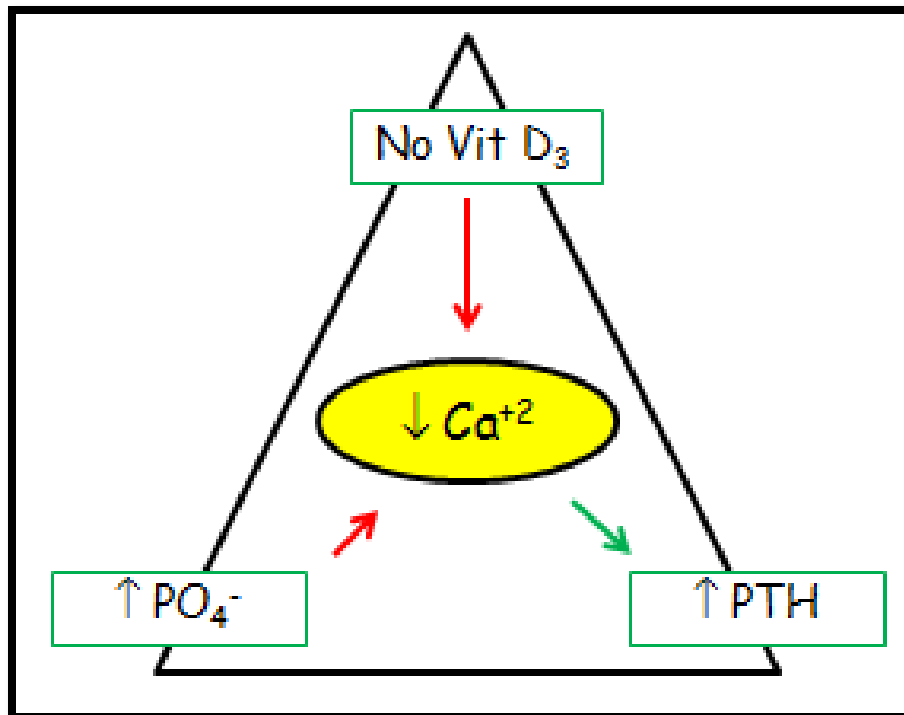 No Vit D₃
↓ Ca⁺²
↑ PO₄⁻
↑ PTH